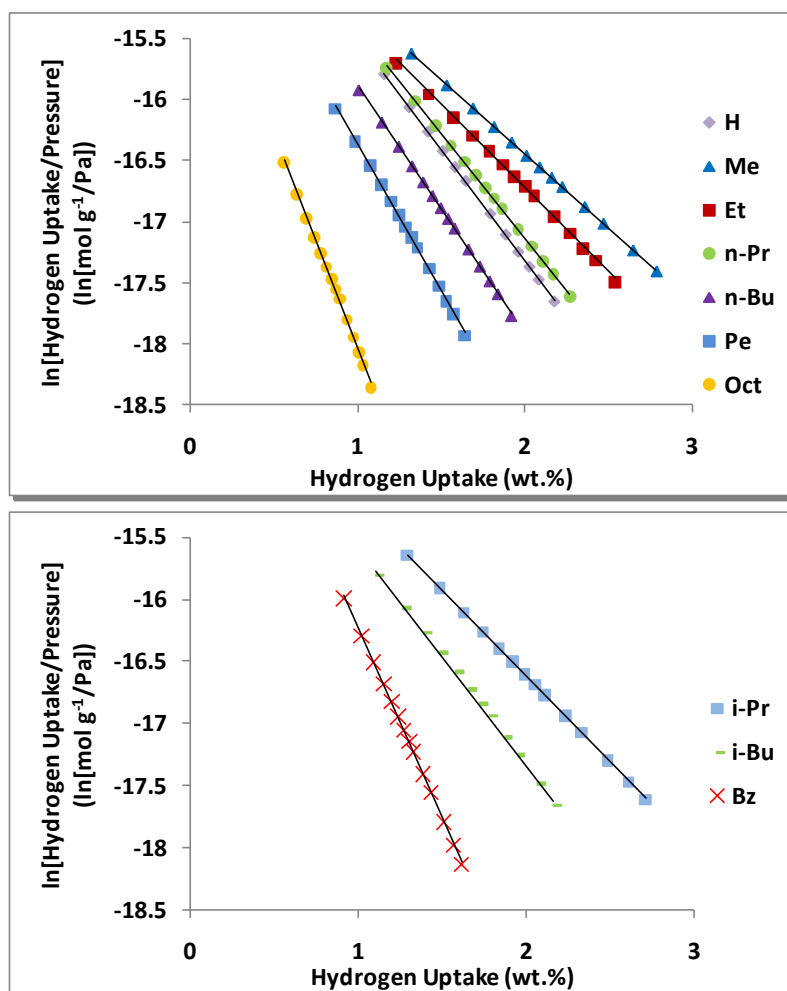 ln[Hydrogen Uptake/Pressure]
(ln[mol g⁻¹/Pa])
-15.5
-16
-16.5
-17
-17.5
-18
-18.5
0
1
2
3
Hydrogen Uptake (wt.%)
H
Me
Et
n-Pr
n-Bu
Pe
Oct
ln[Hydrogen Uptake/Pressure]
(ln[mol g⁻¹/Pa])
-15.5
-16
-16.5
-17
-17.5
-18
-18.5
0
1
2
3
Hydrogen Uptake (wt.%)
i-Pr
i-Bu
Bz